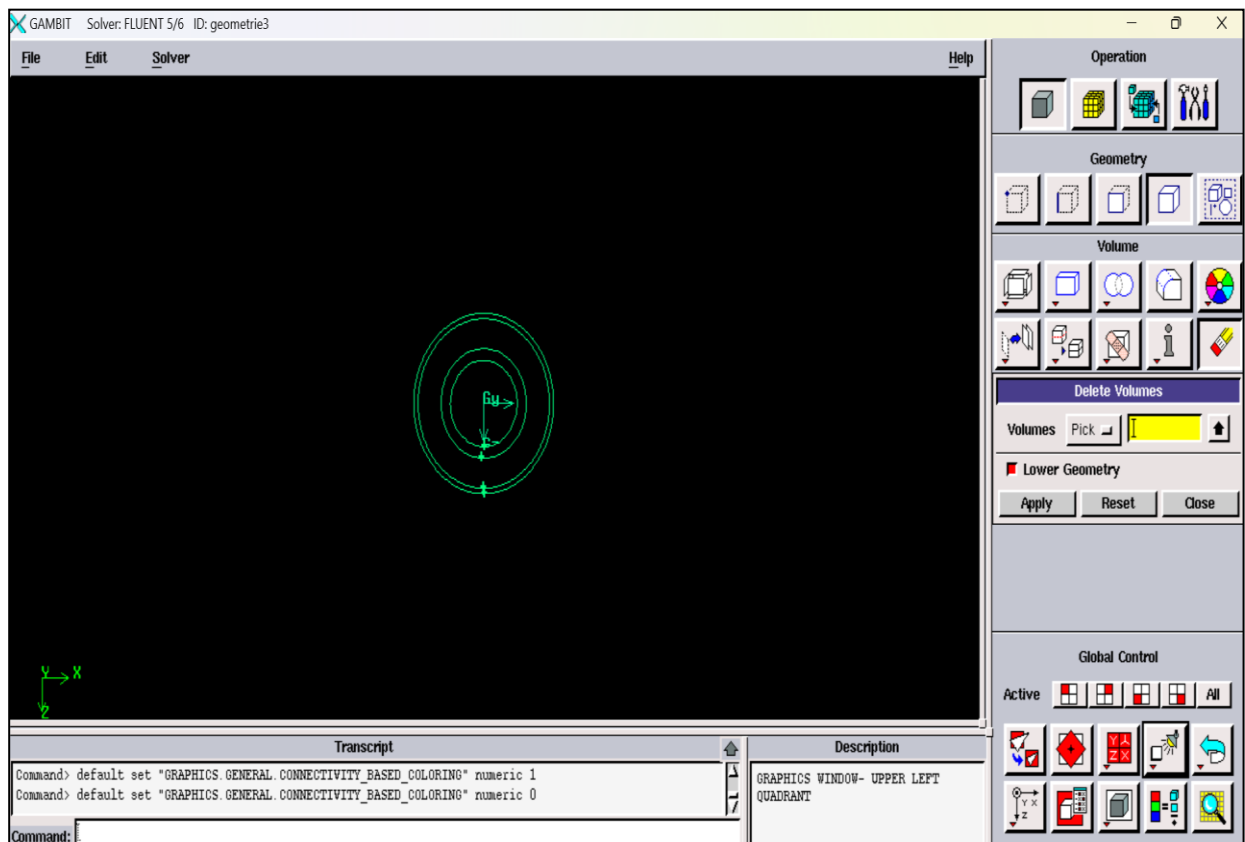 GAMBIT Solver: FLUENT 5/6 ID: geometrie3
File Edit Solver Help
Operation
Geometry
Volume
Delete Volumes
Volumes Pick
Lower Geometry
Apply Reset Close
Gy
Y X
Z
Global Control
Active All
Transcript
Command> default set "GRAPHICS.GENERAL.CONNECTIVITY_BASED_COLORING" numeric 1
Command> default set "GRAPHICS.GENERAL.CONNECTIVITY_BASED_COLORING" numeric 0
Command:
Description
GRAPHICS WINDOW- UPPER LEFT
QUADRANT